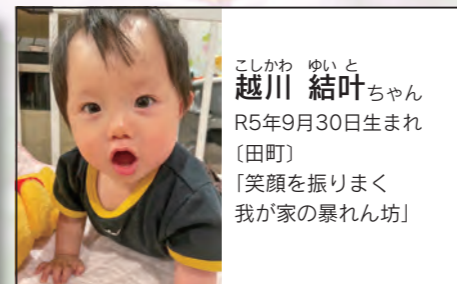 こしかわ ゆいと
越川 結叶ちゃん
R5年9月30日生まれ
〔田町〕
「笑顔を振りまく
我が家の暴れん坊」